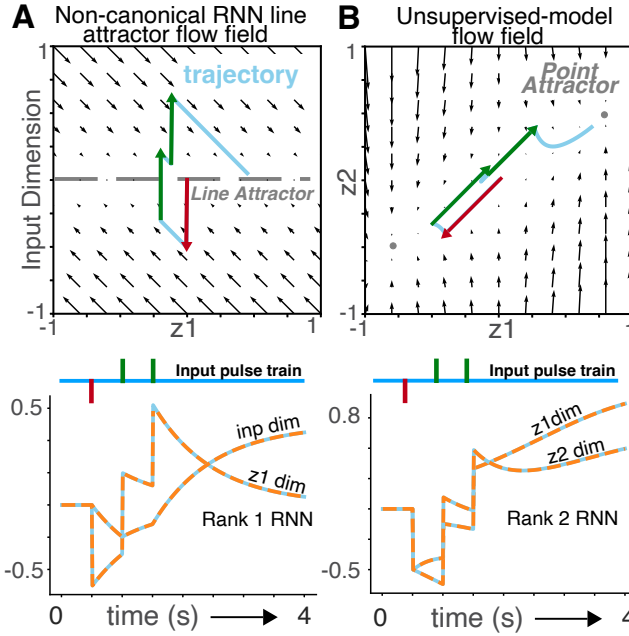 A
Non-canonical RNN line
attractor flow field
1
trajectory
Line Attractor
Input Dimension
-1
-1
z1
1
Input pulse train
0.5
inp dim
z1 dim
Rank 1 RNN
-0.5
0
time (s)
4
B
Unsupervised-model
flow field
1
Point
Attractor
z2
-1
-1
z1
1
Input pulse train
0.8
z1dim
z2 dim
Rank 2 RNN
-0.5
0
time (s)
4